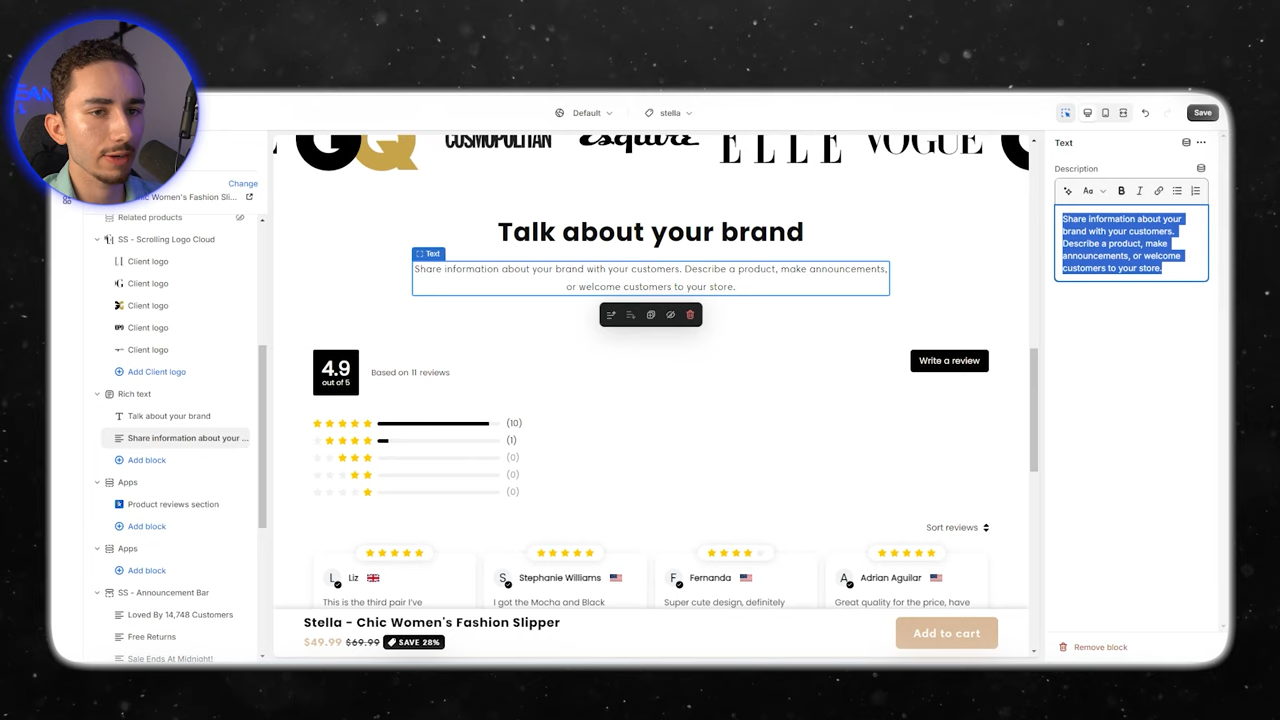 Default
stella
Save
GQ
COSMOPOLITAN
esquire
ELLE
VOGUE
Change
Chic Women's Fashion Sli...
Related products
SS - Scrolling Logo Cloud
Client logo
Client logo
Client logo
Client logo
Client logo
Add Client logo
Rich text
Talk about your brand
Share information about your ...
Add block
Apps
Product reviews section
Add block
Apps
Add block
SS - Announcement Bar
Loved By 14,748 Customers
Free Returns
Sale Ends At Midnight!
Talk about your brand
Text
Share information about your brand with your customers. Describe a product, make announcements,
or welcome customers to your store.
4.9
out of 5
Based on 11 reviews
Write a review
(10)
(1)
(0)
(0)
(0)
Sort reviews
L Liz
This is the third pair I've
S Stephanie Williams
I got the Mocha and Black
F Fernanda
Super cute design, definitely
A Adrian Aguilar
Great quality for the price, have
Stella - Chic Women's Fashion Slipper
$49.99 $69.99 SAVE 28%
Add to cart
Text
Description
Aa B I
Share information about your
brand with your customers.
Describe a product, make
announcements, or welcome
customers to your store.
Remove block